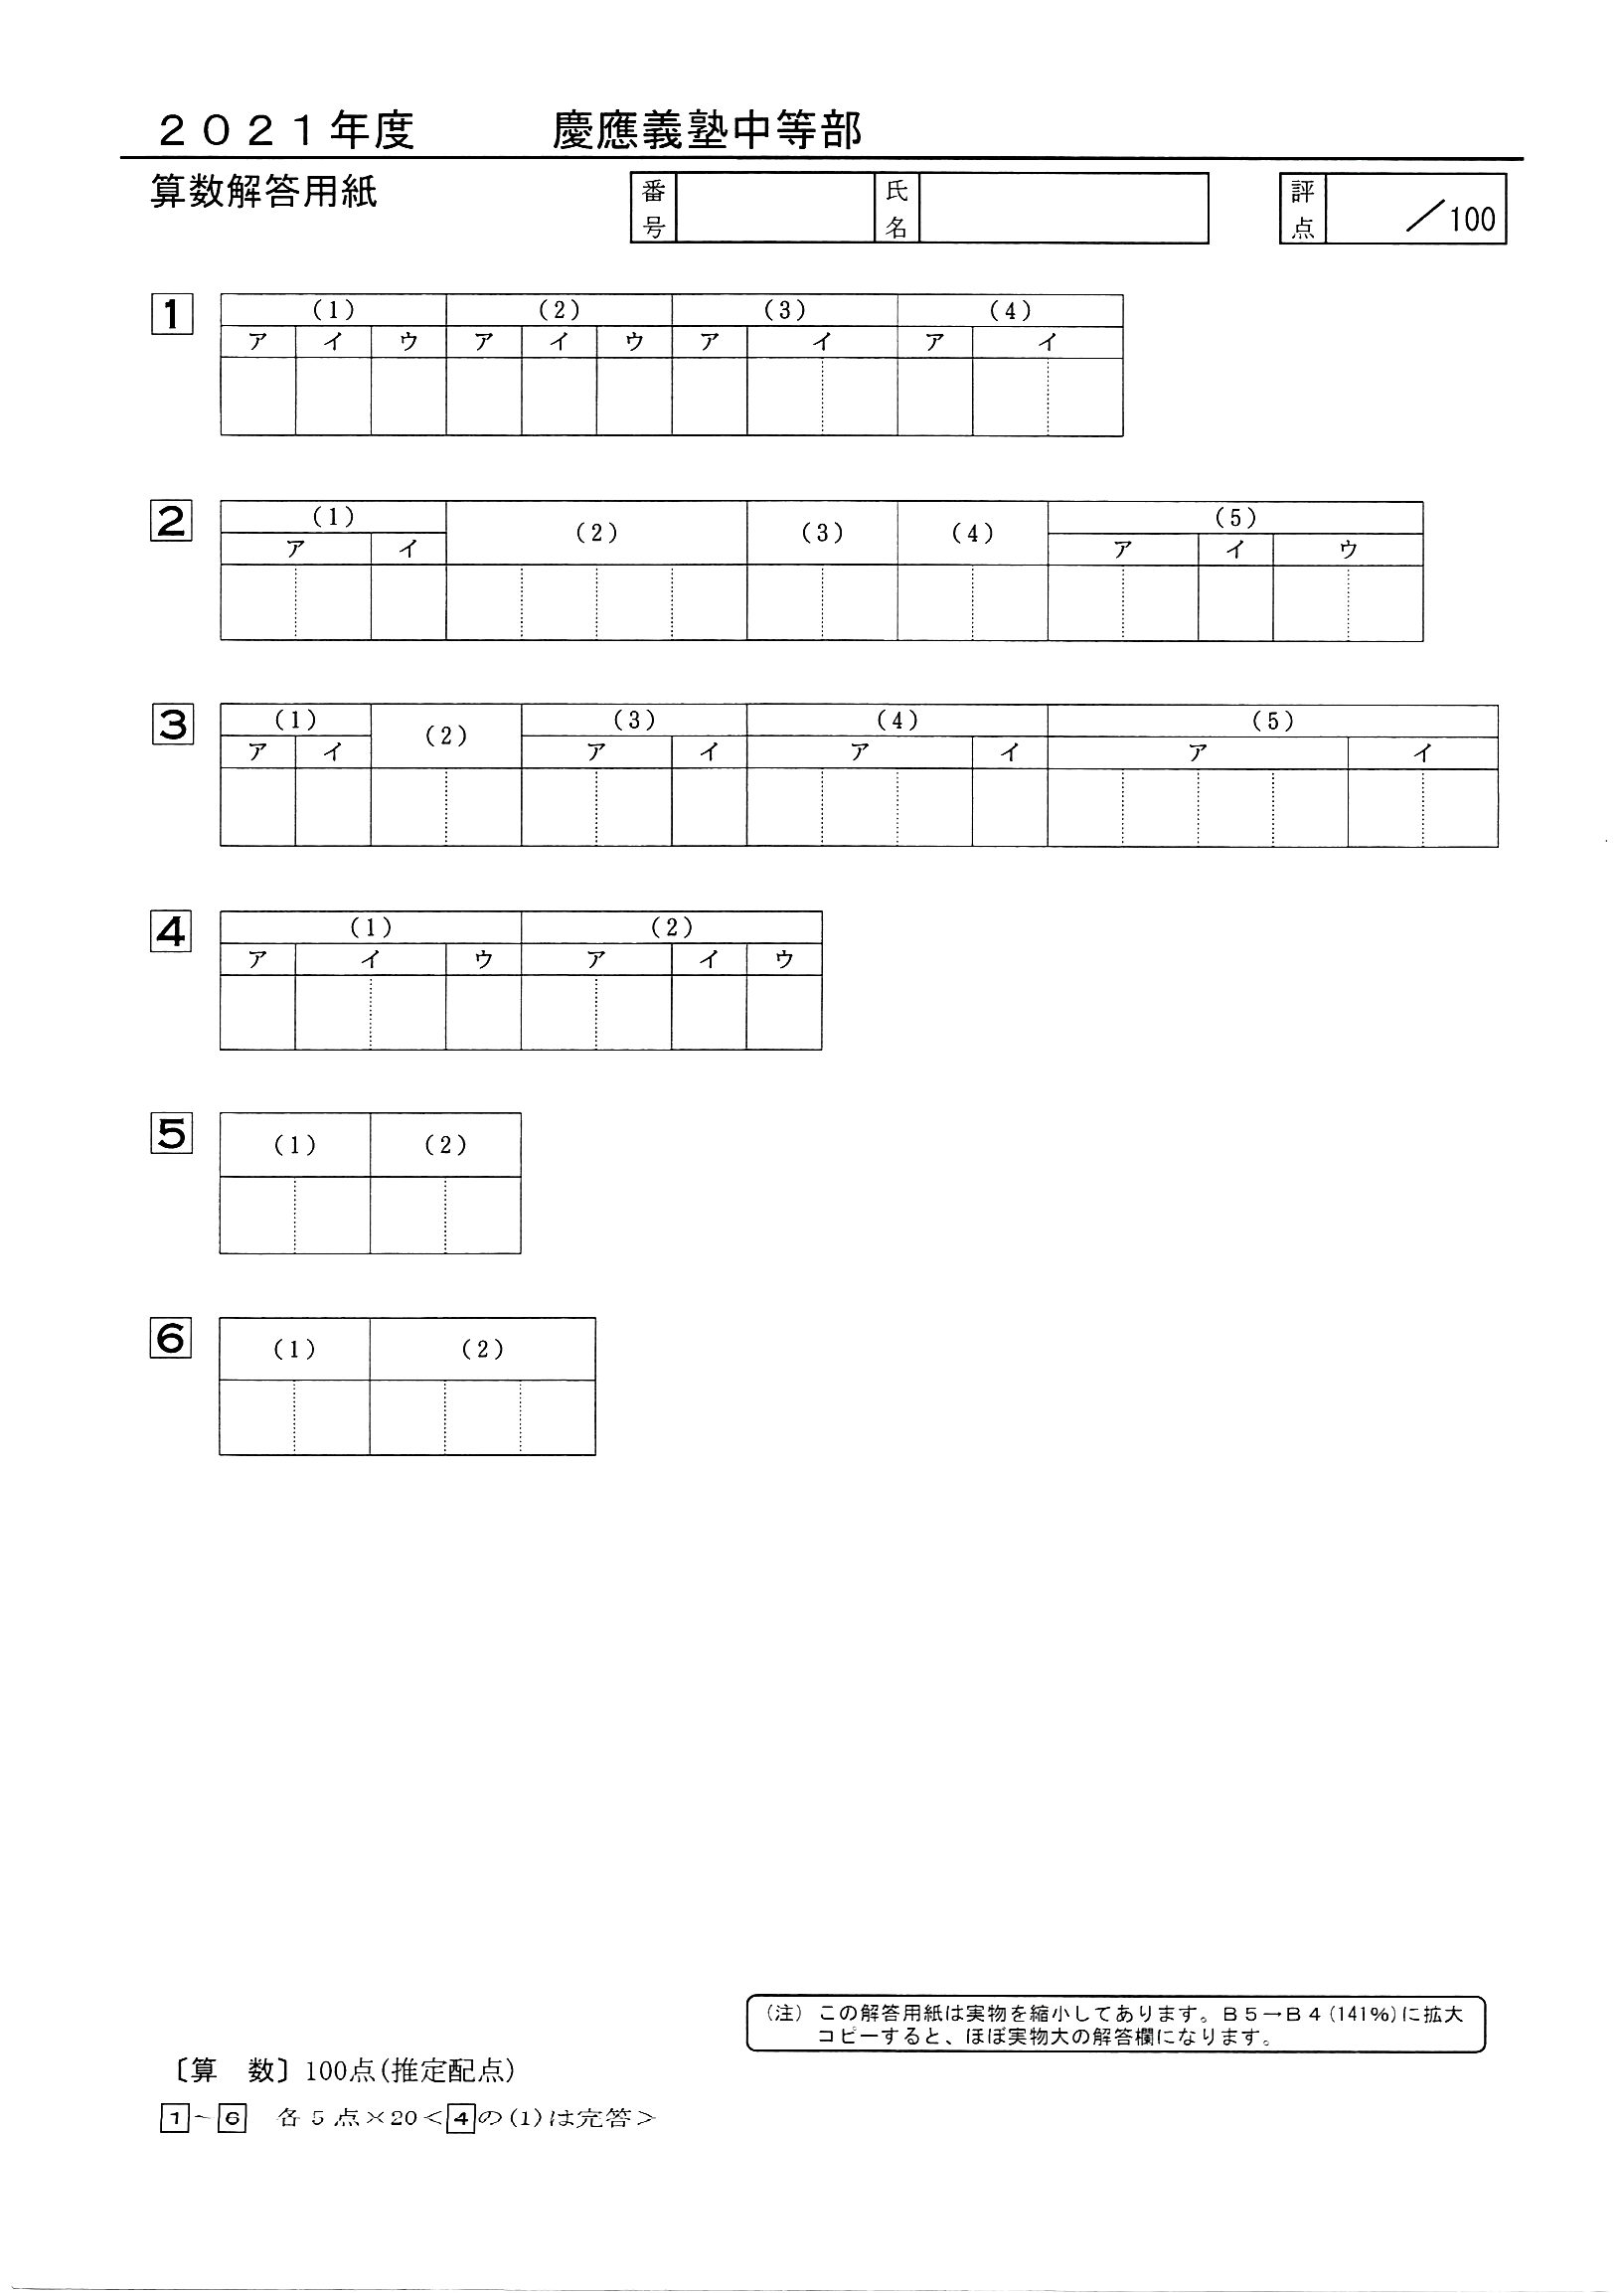 ２０２１年度　慶應義塾中等部
算数解答用紙
番号
氏名
評点
／100
1
(1) (2) (3) (4)
ア イ ウ ア イ ウ ア イ ア イ
2
(1) (2) (3) (4) (5)
ア イ ア イ ウ
3
(1) (2) (3) (4) (5)
ア イ ア イ ア イ ア イ
4
(1) (2)
ア イ ウ ア イ ウ
5
(1) (2)
6
(1) (2)
(注) この解答用紙は実物を縮小してあります。Ｂ５→Ｂ４(141%)に拡大
コピーすると、ほぼ実物大の解答欄になります。
〔算　数〕100点(推定配点)
1～6　各５点×20＜4の(1)は完答＞